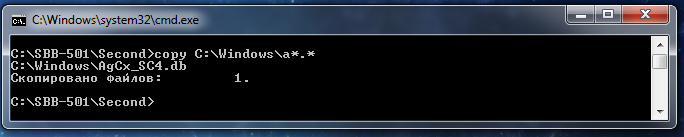 C:\Windows\system32\cmd.exe
C:\SBB-501\Second>copy C:\Windows\a*.*
C:\Windows\AgCx_SC4.db
Скопировано файлов:         1.
C:\SBB-501\Second>